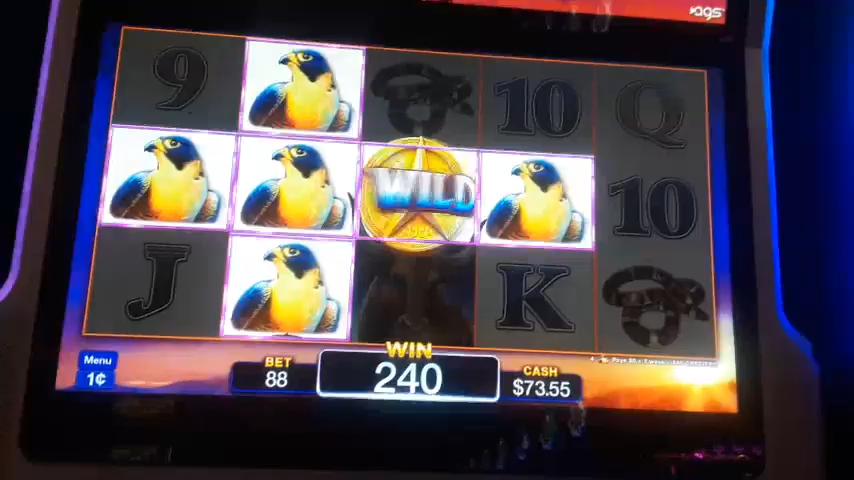 ags
9
10
Q
WILD
10
J
K
Menu
1¢
BET
88
WIN
240
CASH
$73.55